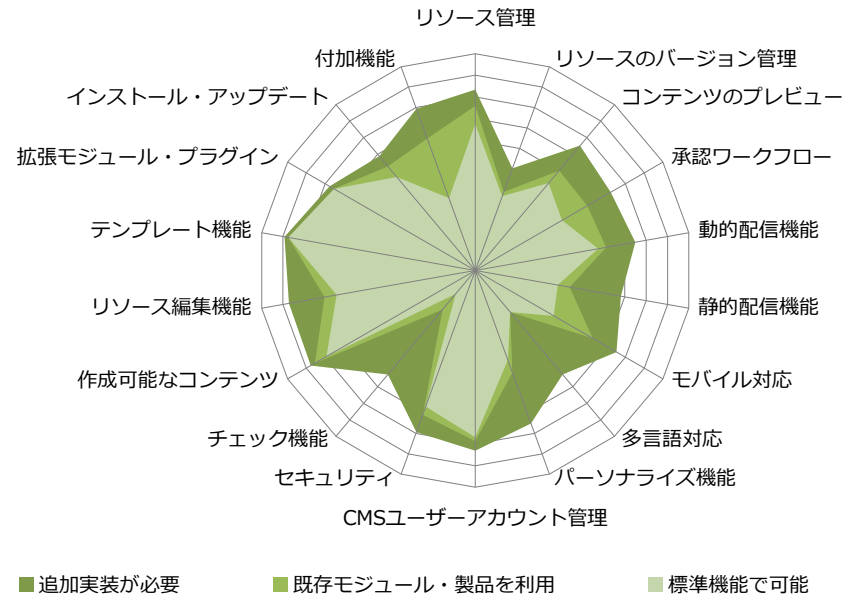 リソース管理
付加機能
リソースのバージョン管理
インストール・アップデート
コンテンツのプレビュー
拡張モジュール・プラグイン
承認ワークフロー
テンプレート機能
動的配信機能
リソース編集機能
静的配信機能
作成可能なコンテンツ
モバイル対応
チェック機能
多言語対応
セキュリティ
パーソナライズ機能
CMSユーザーアカウント管理
追加実装が必要
既存モジュール・製品を利用
標準機能で可能